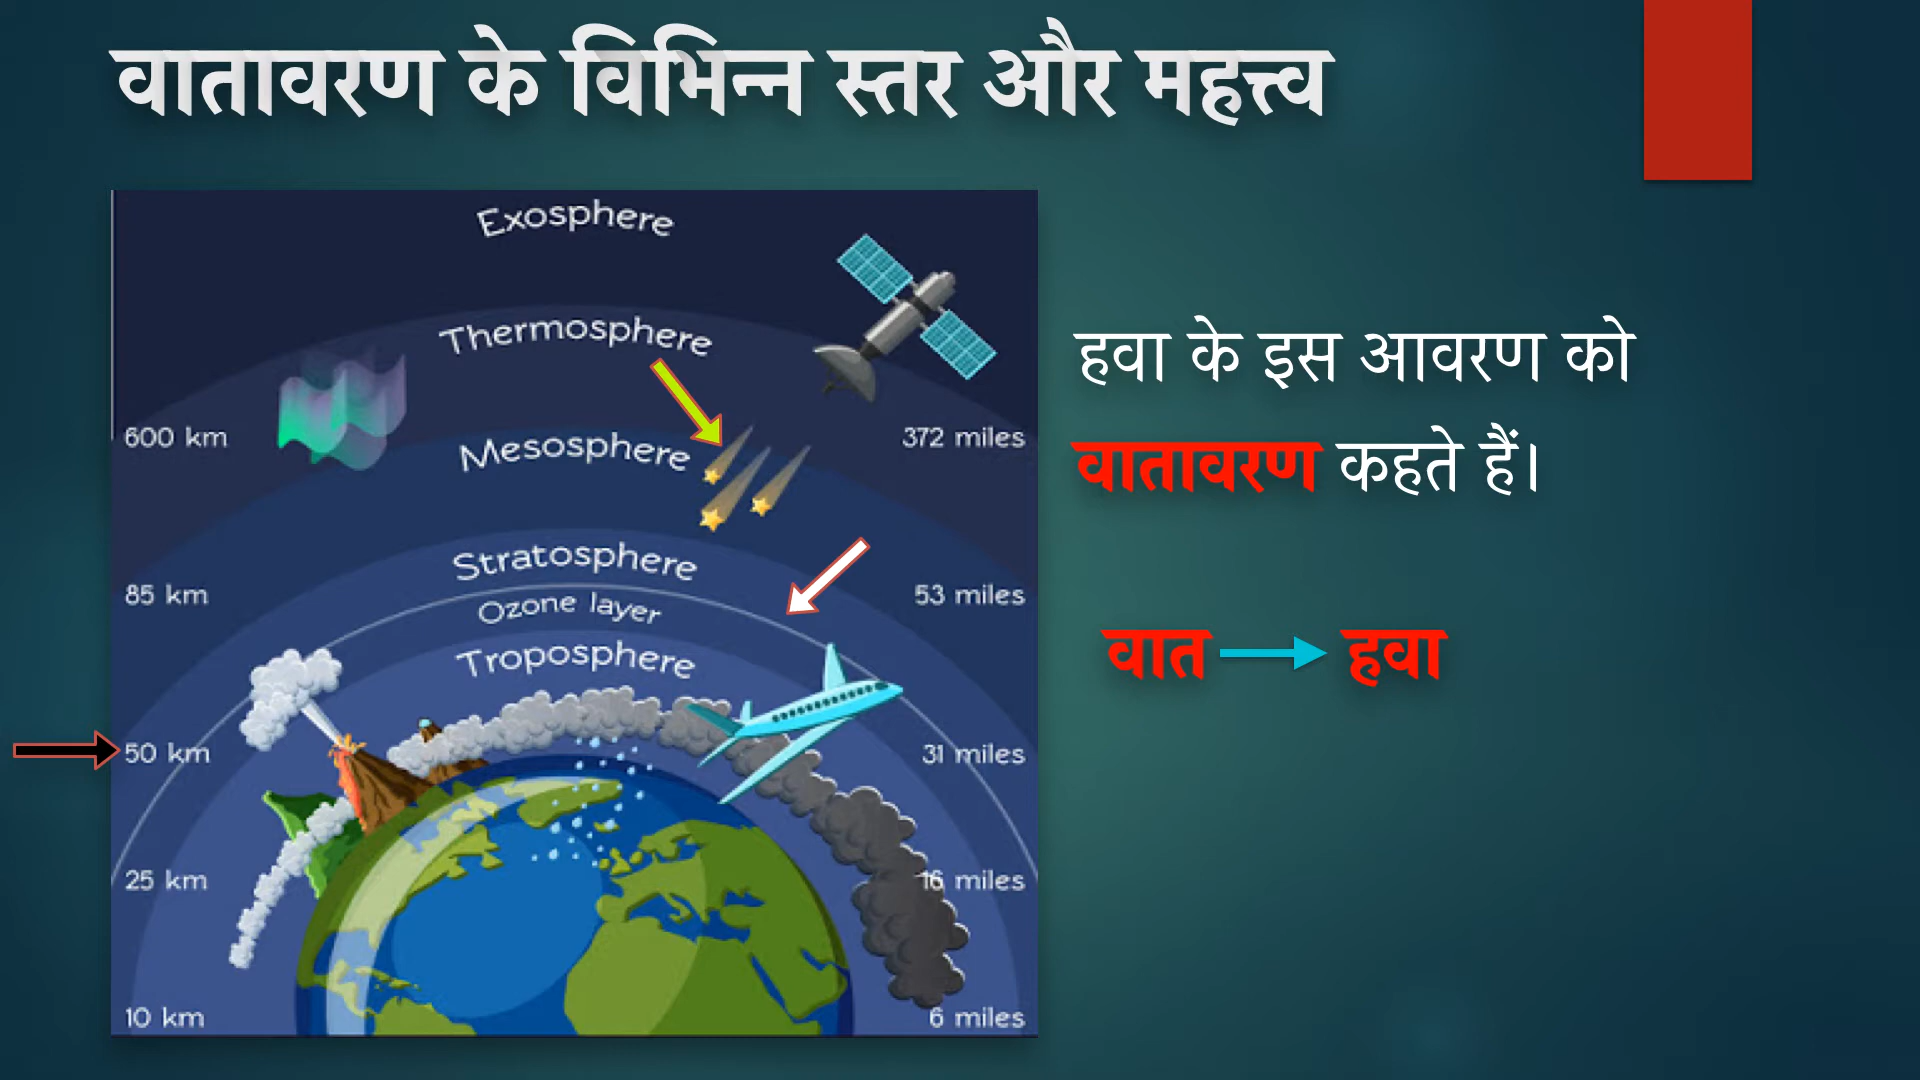 वातावरण के विभिन्न स्तर और महत्त्व
Exosphere
Thermosphere
600 km
372 miles
Mesosphere
Stratosphere
85 km
53 miles
Ozone layer
Troposphere
50 km
31 miles
25 km
16 miles
10 km
6 miles
हवा के इस आवरण को
वातावरण कहते हैं।
वात हवा